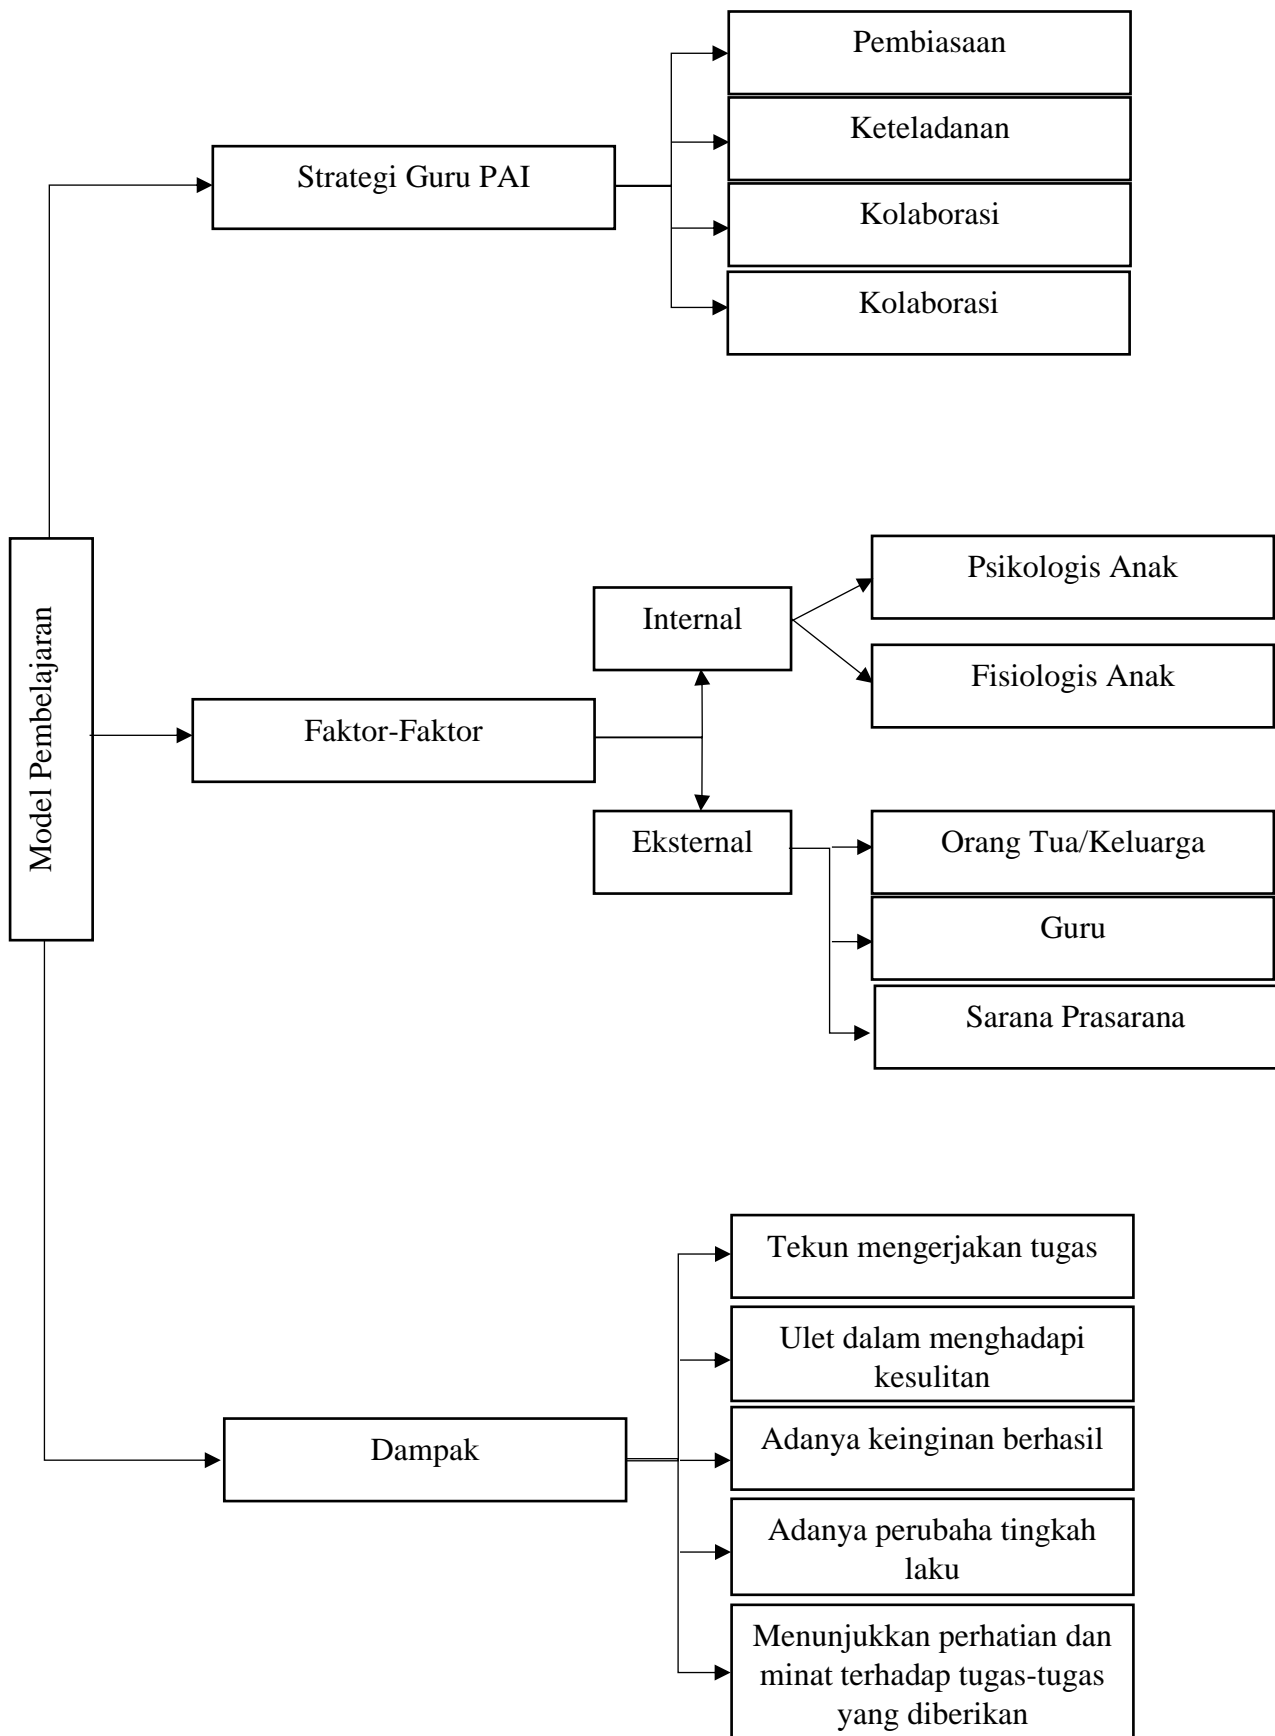 Pembiasaan
Keteladanan
Strategi Guru PAI
Kolaborasi
Kolaborasi
Model Pembelajaran
Psikologis Anak
Internal
Fisiologis Anak
Faktor-Faktor
Eksternal
Orang Tua/Keluarga
Guru
Sarana Prasarana
Tekun mengerjakan tugas
Ulet dalam menghadapi
kesulitan
Dampak
Adanya keinginan berhasil
Adanya perubaha tingkah
laku
Menunjukkan perhatian dan
minat terhadap tugas-tugas
yang diberikan